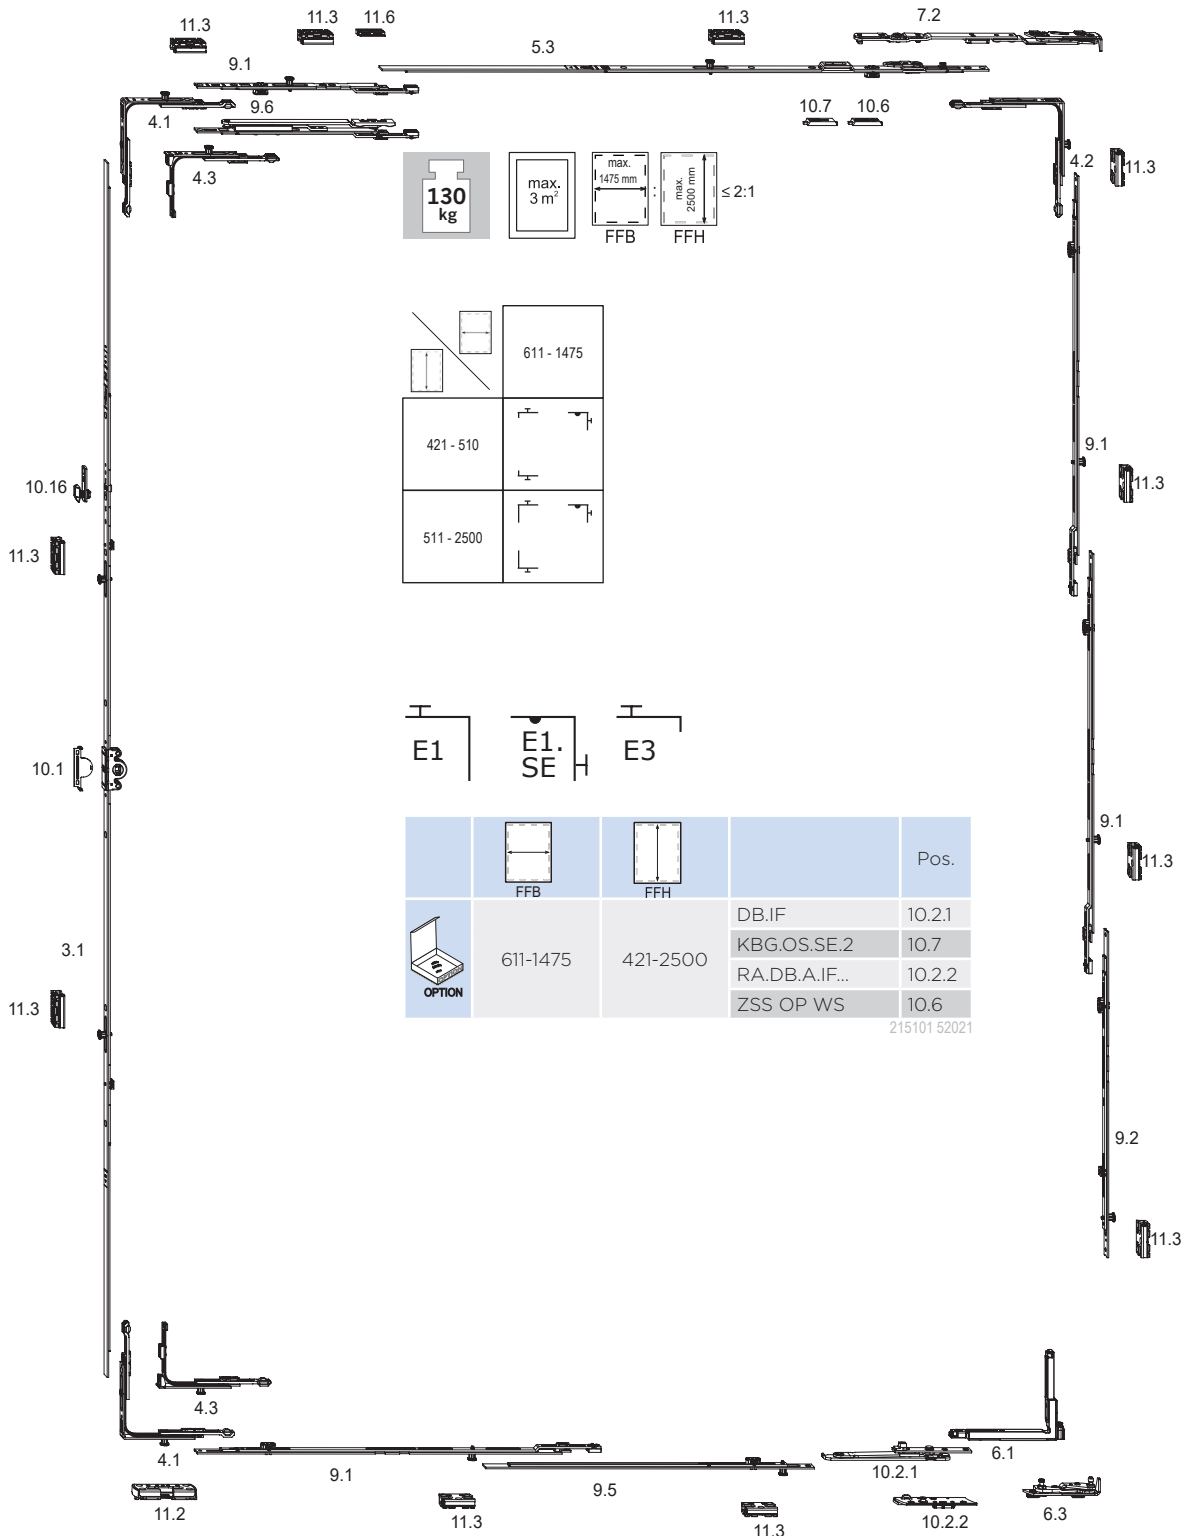 11.3
11.3
11.6
11.3
7.2
5.3
9.1
4.1
9.6
10.7
10.6
4.3
4.2
11.3
130
kg
max.
3 m²
max.
1475 mm
FFB
:
max.
2500 mm
FFH
≤ 2:1
611 - 1475
421 - 510
511 - 2500
9.1
11.3
10.16
11.3
E1
E1.
SE
E3
10.1
9.1
11.3
FFB
FFH
Pos.
OPTION
611-1475
421-2500
DB.IF
10.2.1
KBG.OS.SE.2
10.7
RA.DB.A.IF...
10.2.2
ZSS OP WS
10.6
215101 52021
3.1
11.3
9.2
11.3
4.3
4.1
9.1
9.5
10.2.1
6.1
11.2
11.3
11.3
10.2.2
6.3